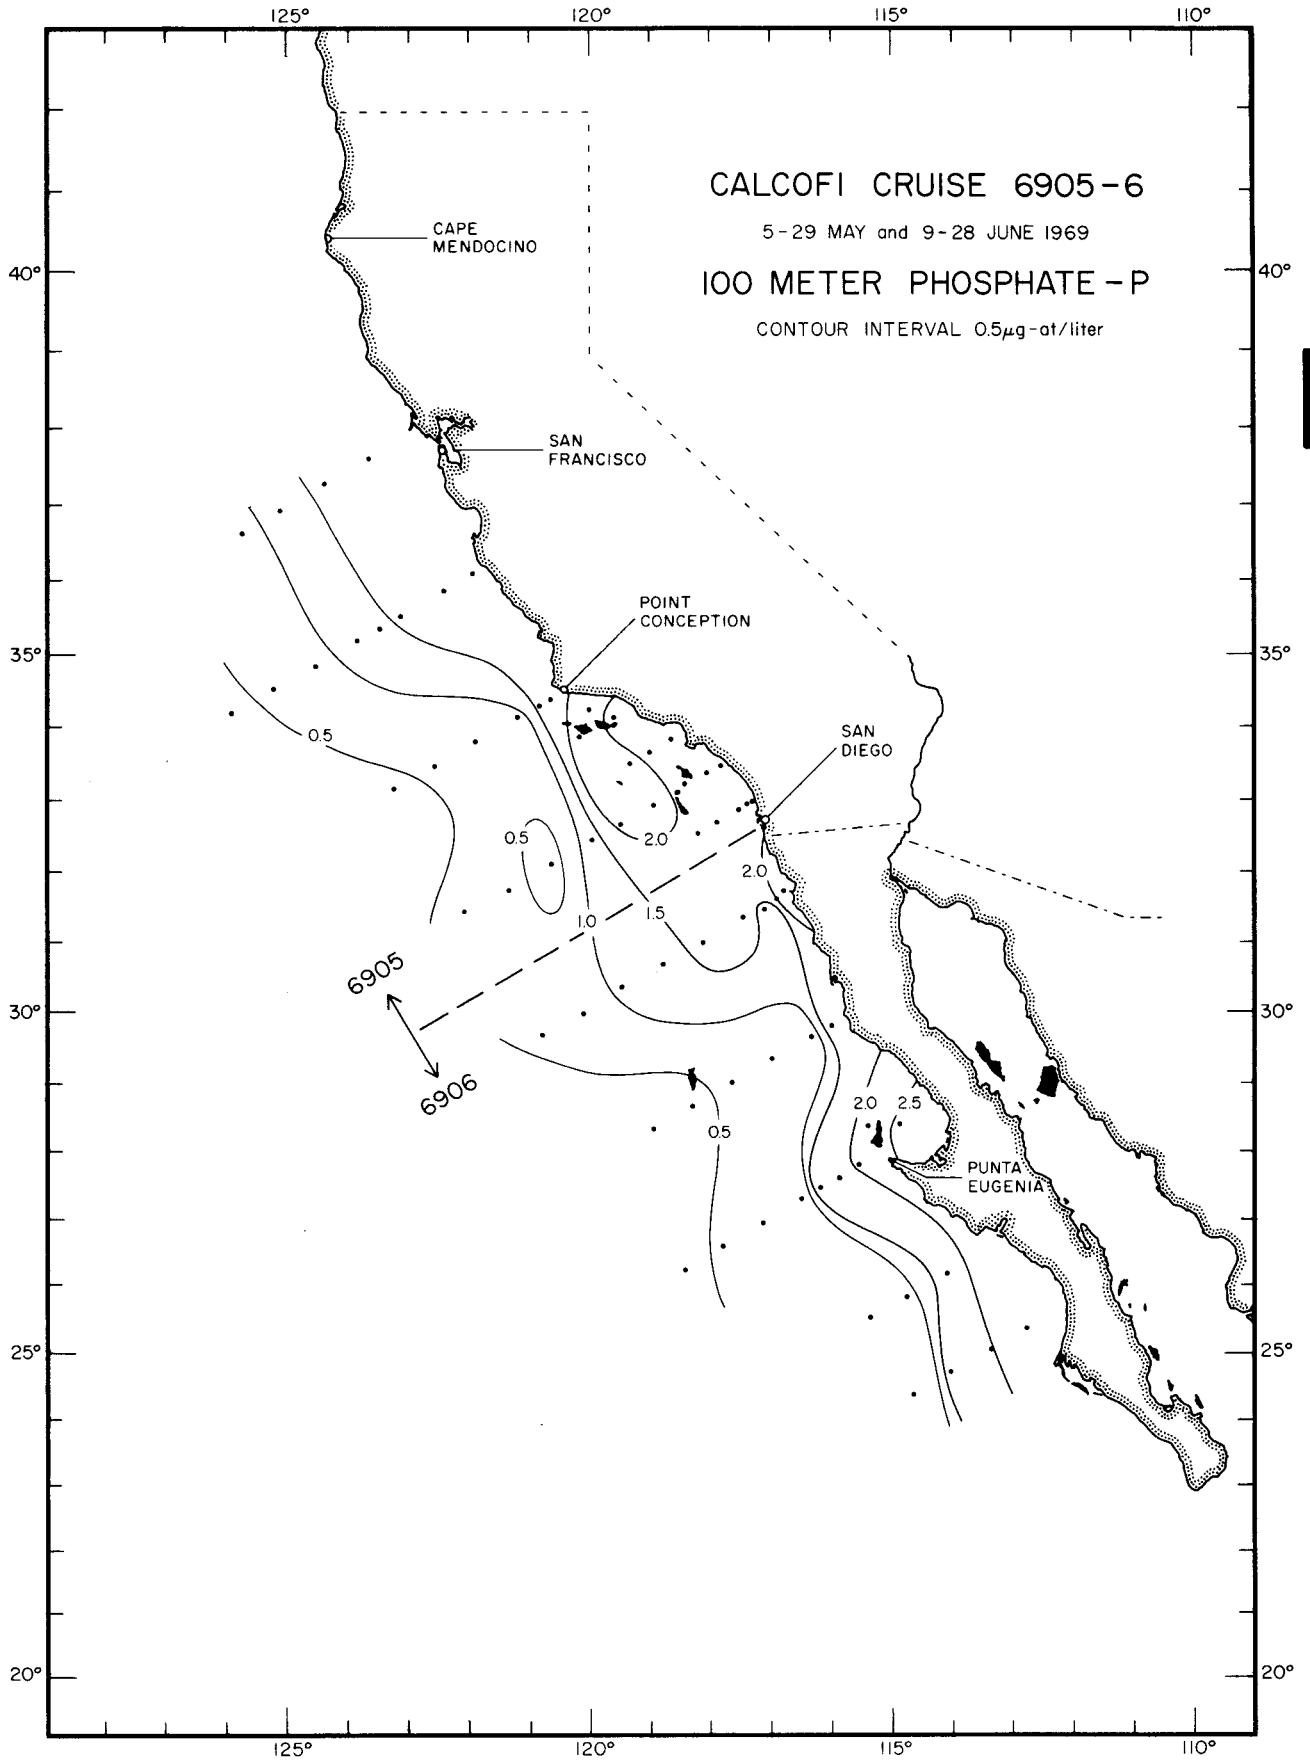 125°
120°
115°
110°
CALCOFI CRUISE 6905-6
5-29 MAY and 9-28 JUNE 1969
100 METER PHOSPHATE-P
CONTOUR INTERVAL 0.5µg-at/liter
CAPE
MENDOCINO
40°
40°
SAN
FRANCISCO
POINT
CONCEPTION
35°
35°
SAN
DIEGO
0.5
0.5
2.0
2.0
1.0
1.5
6905
6906
30°
30°
2.0
2.5
0.5
PUNTA
EUGENIA
25°
25°
20°
20°
125°
120°
115°
110°